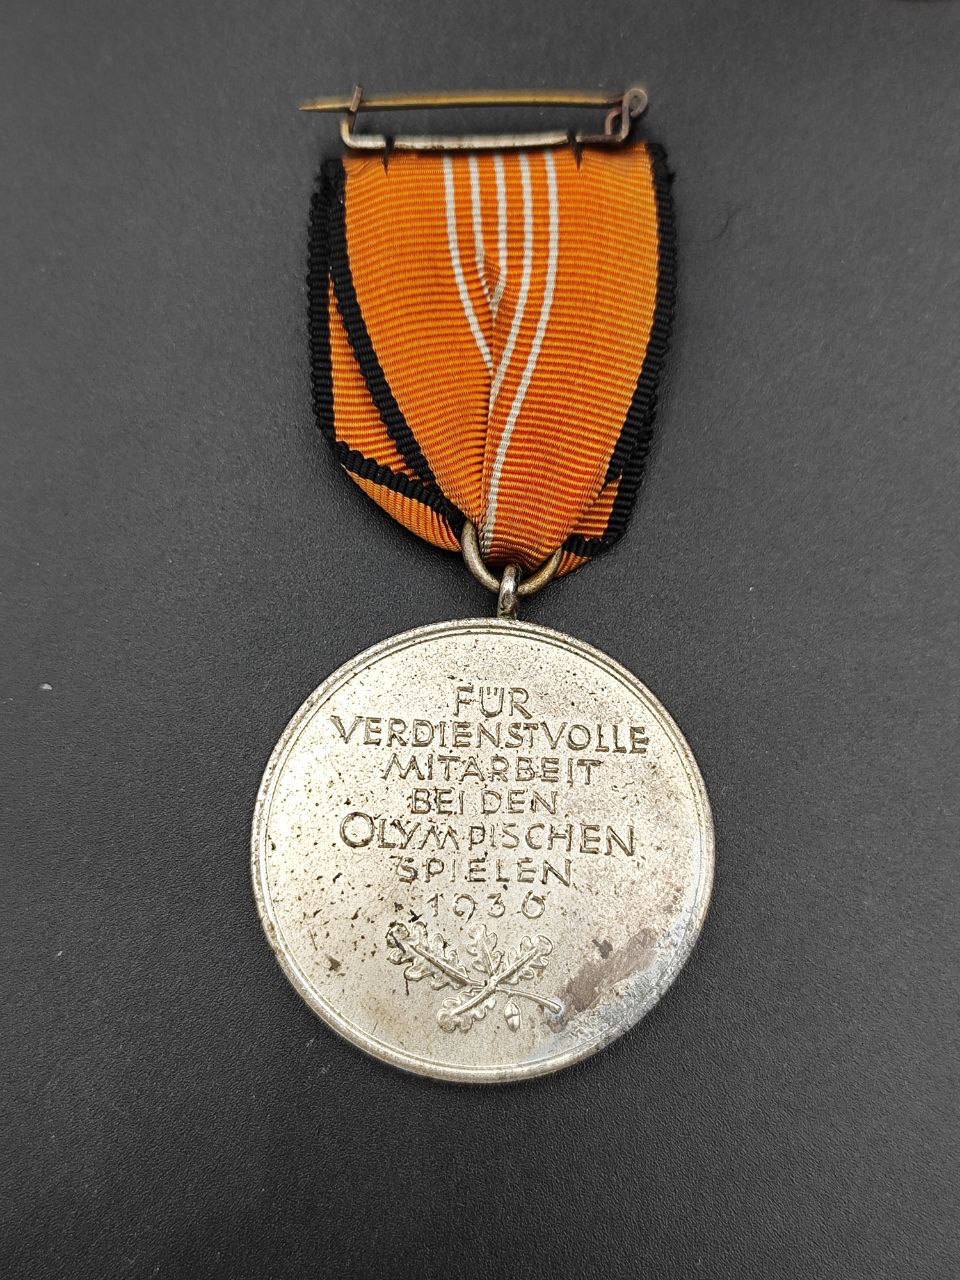 FÜR
VERDIENSTVOLLE
MITARBEIT
BEI DEN
OLYMPISCHEN
SPIELEN
1936